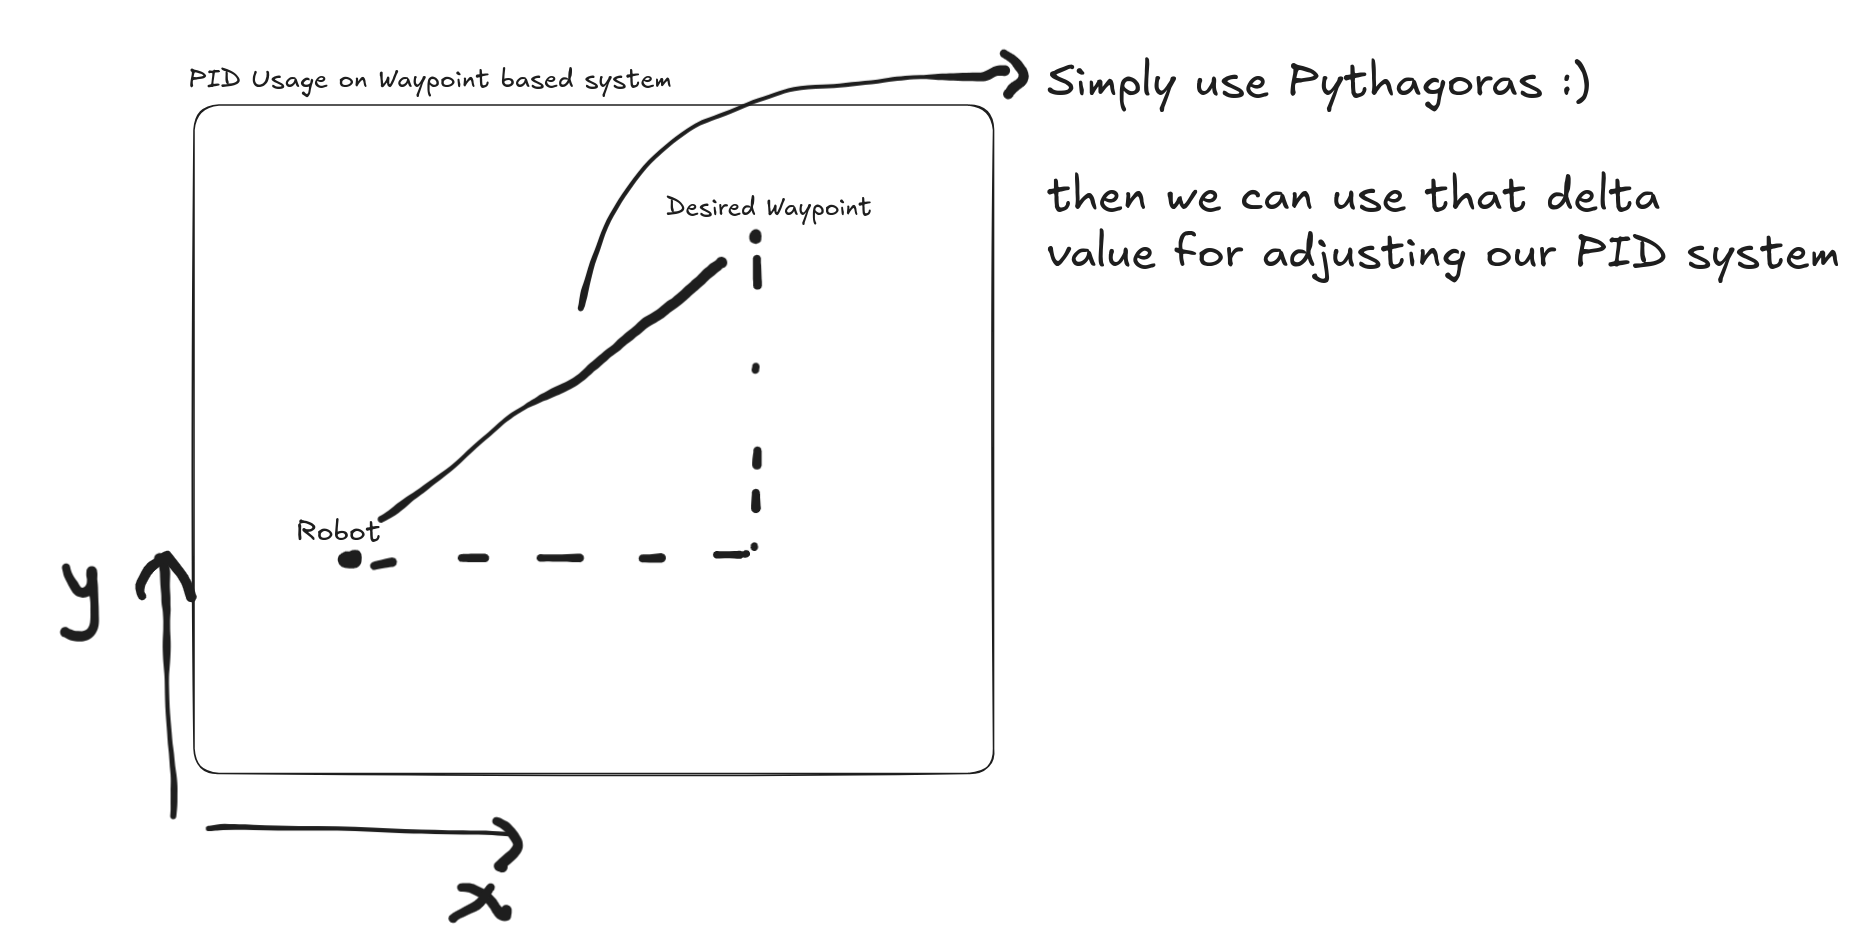 PID Usage on Waypoint based system
Simply use Pythagoras :)
then we can use that delta
value for adjusting our PID system
Desired Waypoint
Robot
y
x